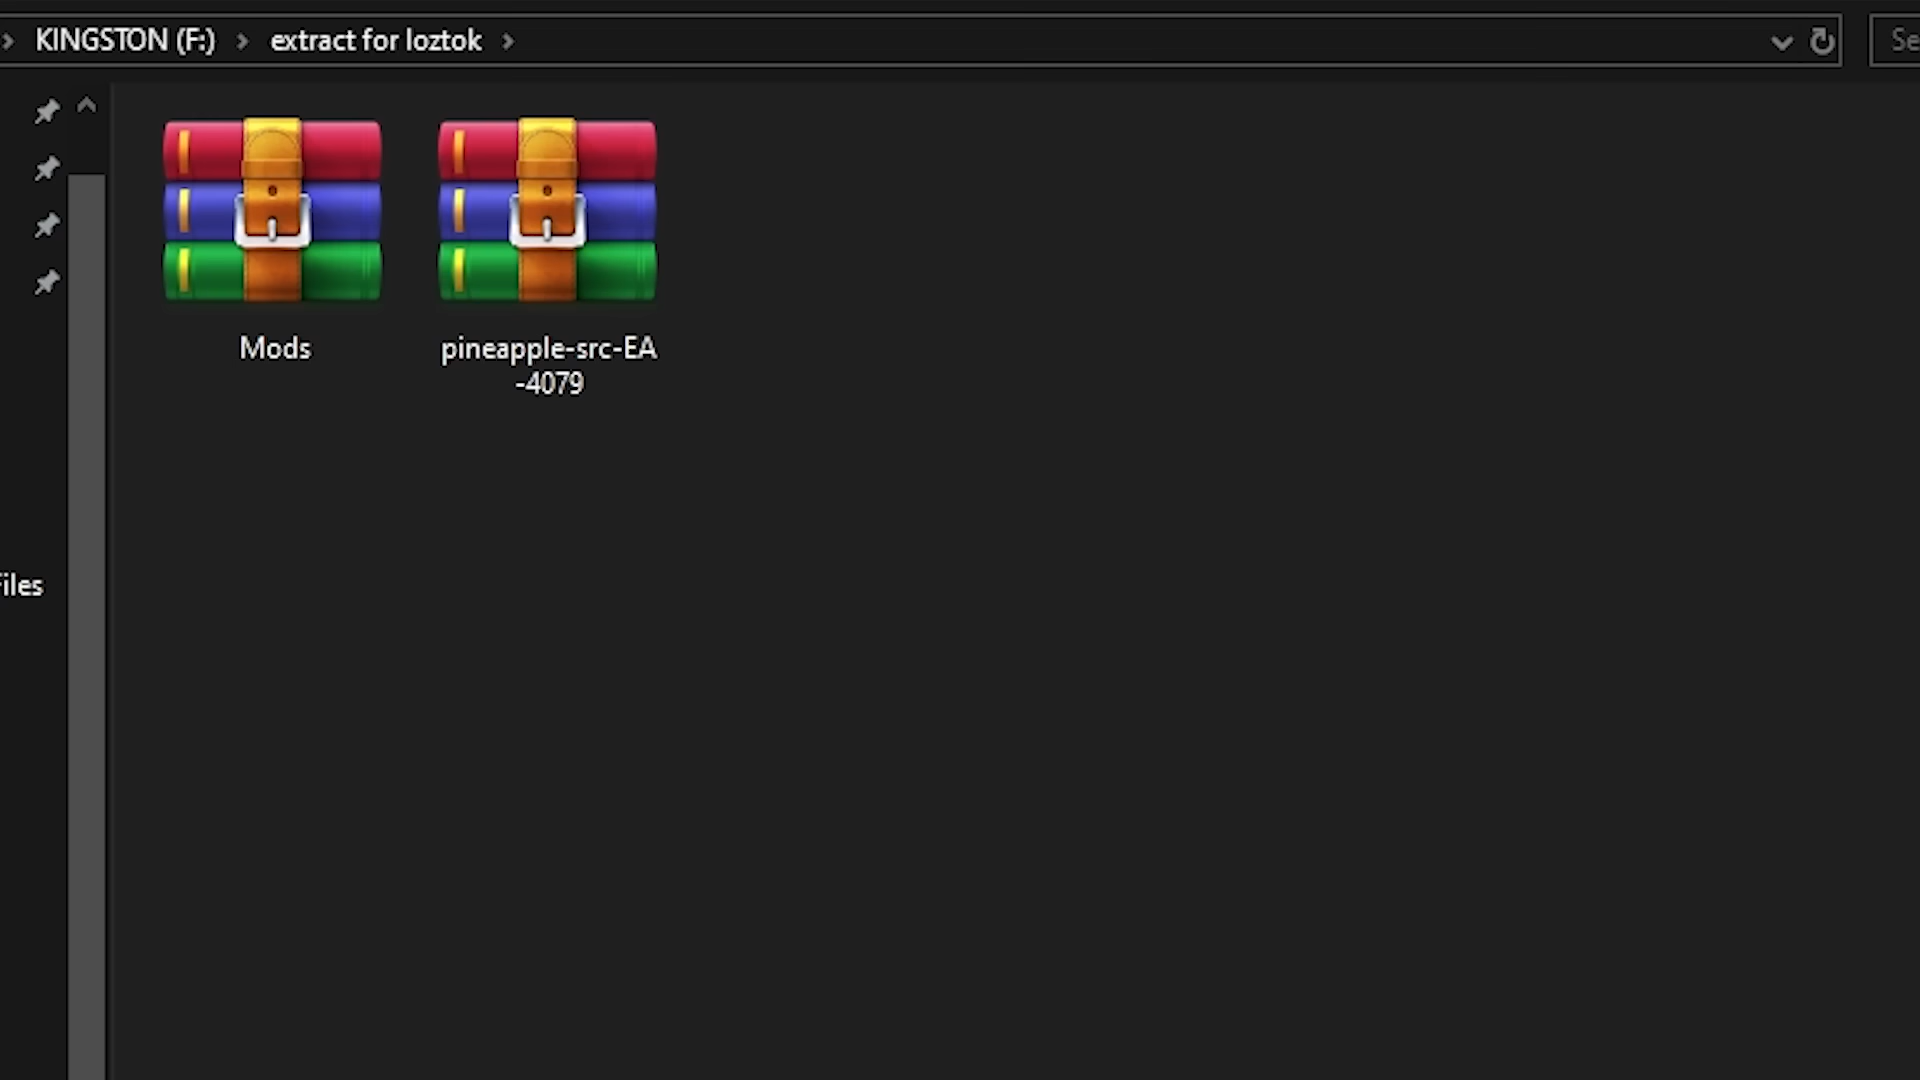 KINGSTON (F:) > extract for loztok >
Se
Mods
pineapple-src-EA
-4079
Files